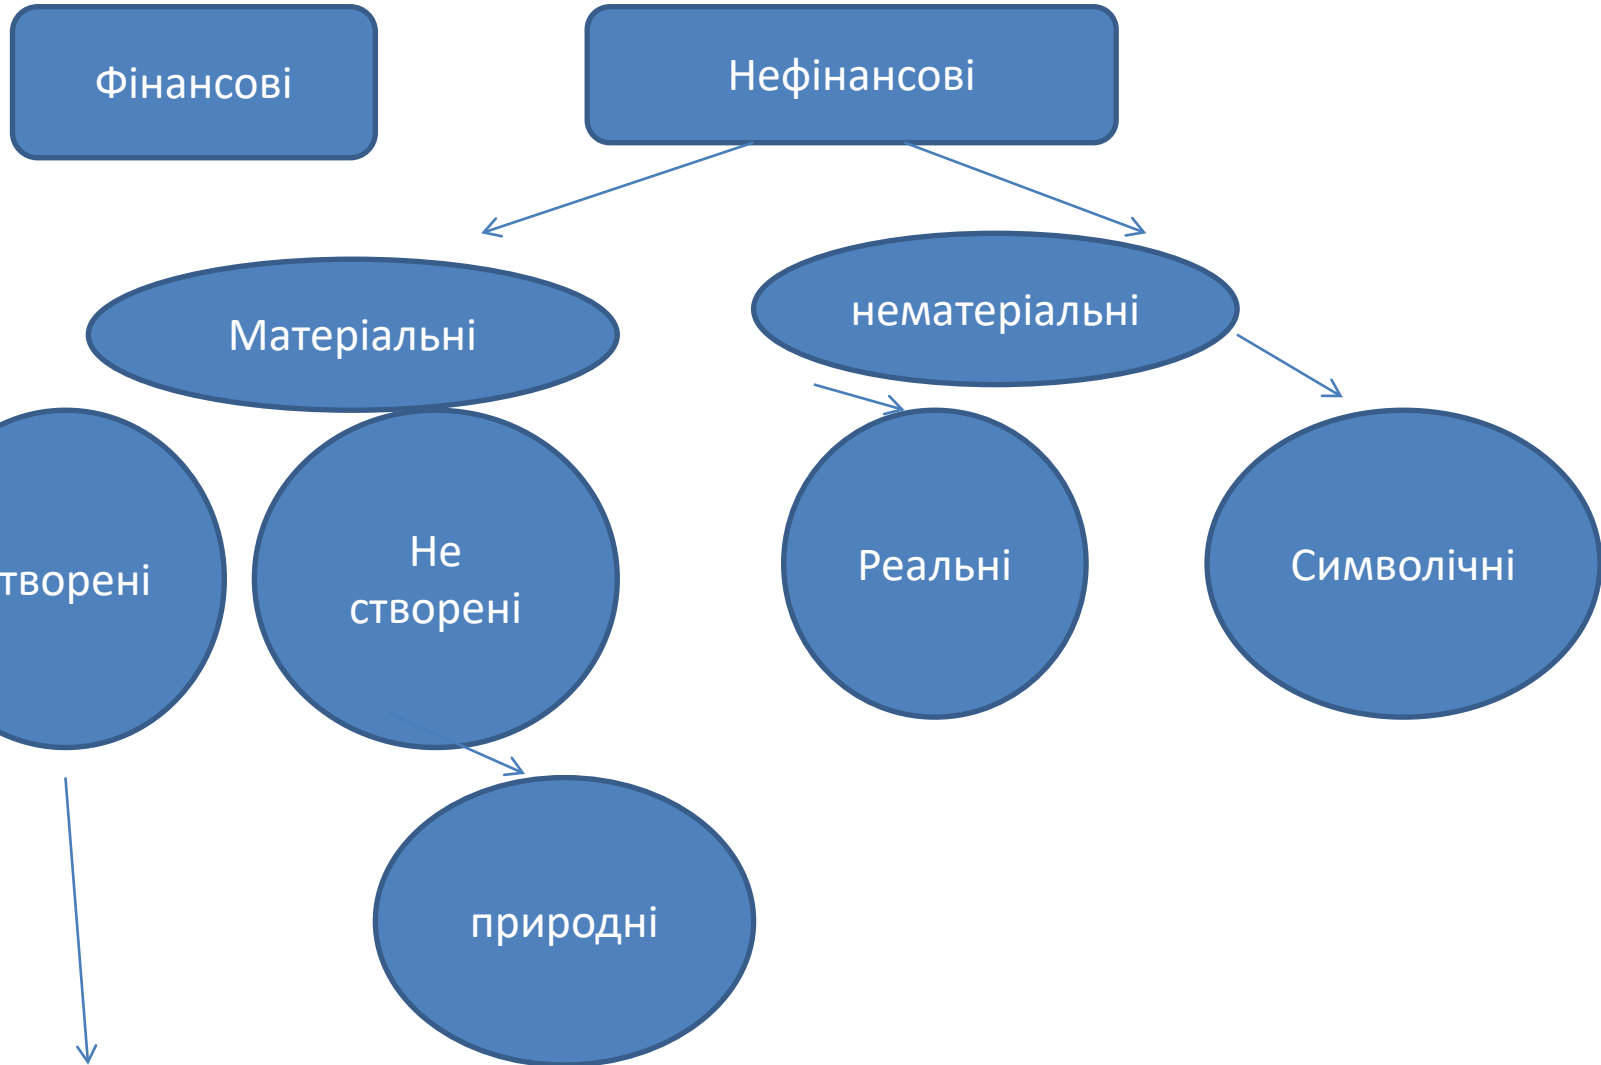 Фінансові
Нефінансові
Матеріальні
нематеріальні
творені
Не
створені
Реальні
Символічні
природні